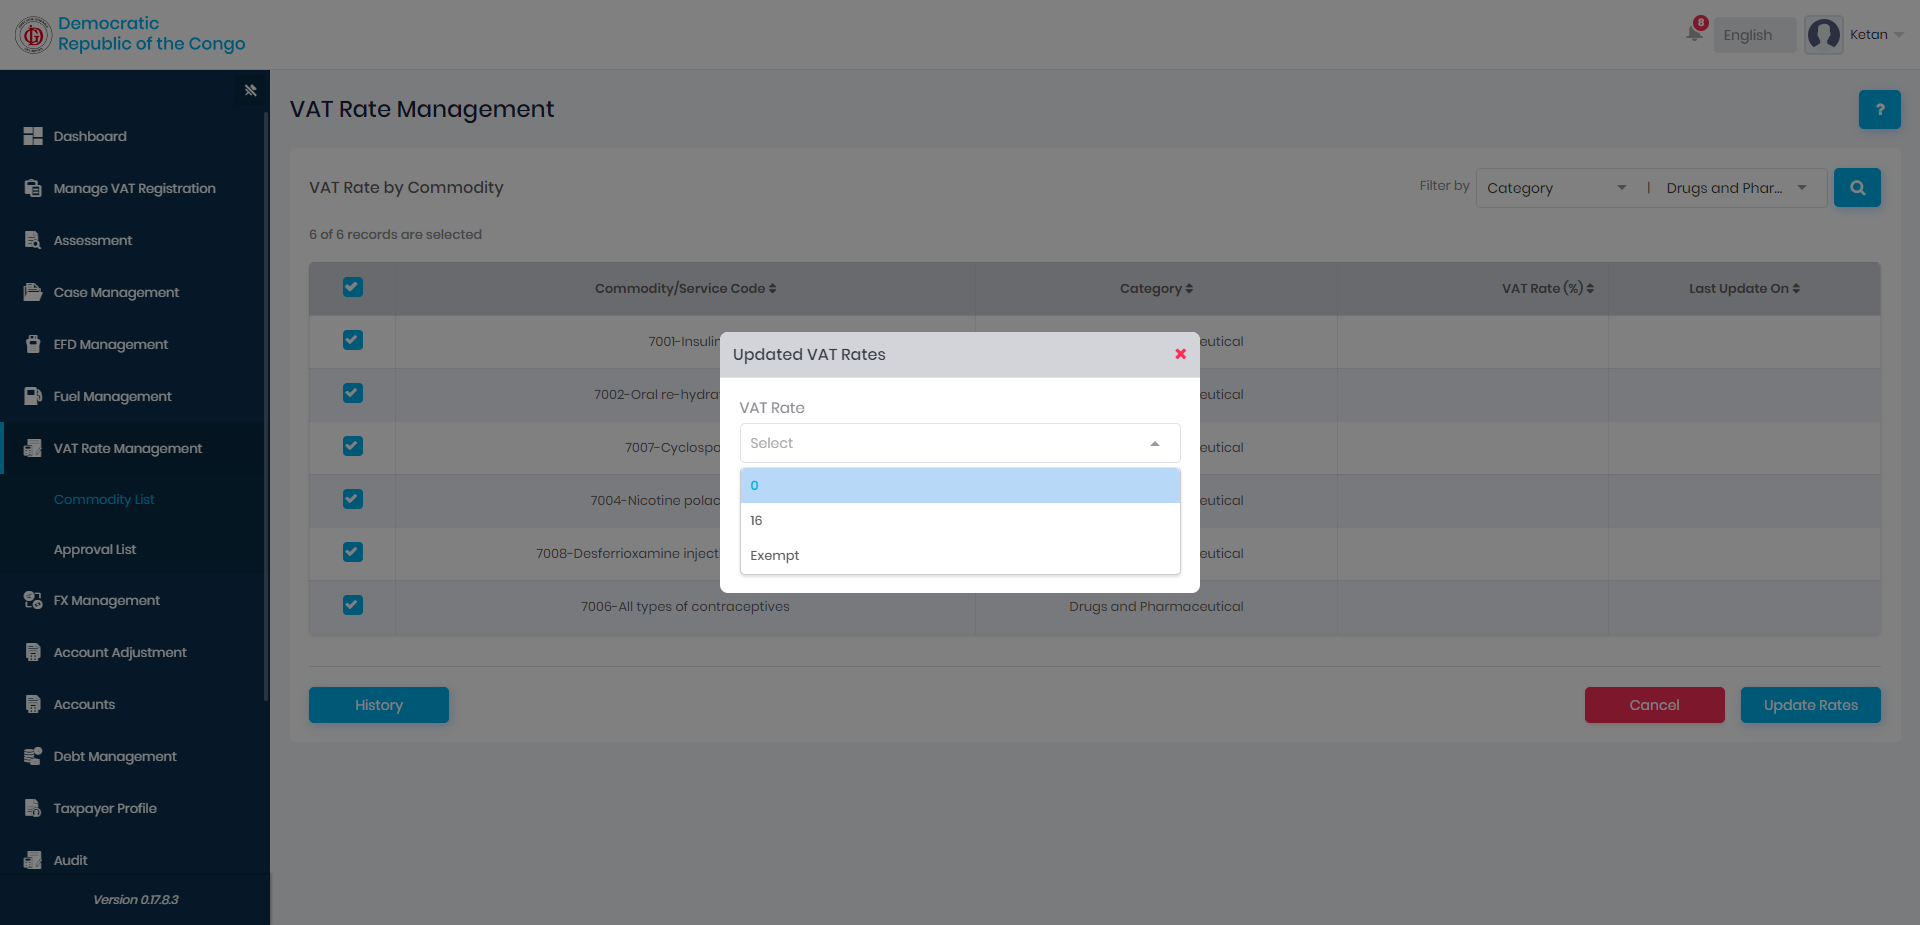 Democratic
Republic of the Congo
8
English
Ketan
VAT Rate Management
?
Dashboard
Manage VAT Registration
Assessment
Case Management
EFD Management
Fuel Management
VAT Rate Management
Commodity List
Approval List
FX Management
Account Adjustment
Accounts
Debt Management
Taxpayer Profile
Audit
Version 0.17.8.3
VAT Rate by Commodity
Filter by
Category
|
Drugs and Phar...
6 of 6 records are selected
Commodity/Service Code
Category
VAT Rate (%)
Last Update On
7001-Insulin
eutical
7002-Oral re-hydra
eutical
7007-Cyclospo
eutical
7004-Nicotine polac
eutical
7008-Desferrioxamine inject
eutical
7006-All types of contraceptives
Drugs and Pharmaceutical
Updated VAT Rates
VAT Rate
Select
0
16
Exempt
History
Cancel
Update Rates